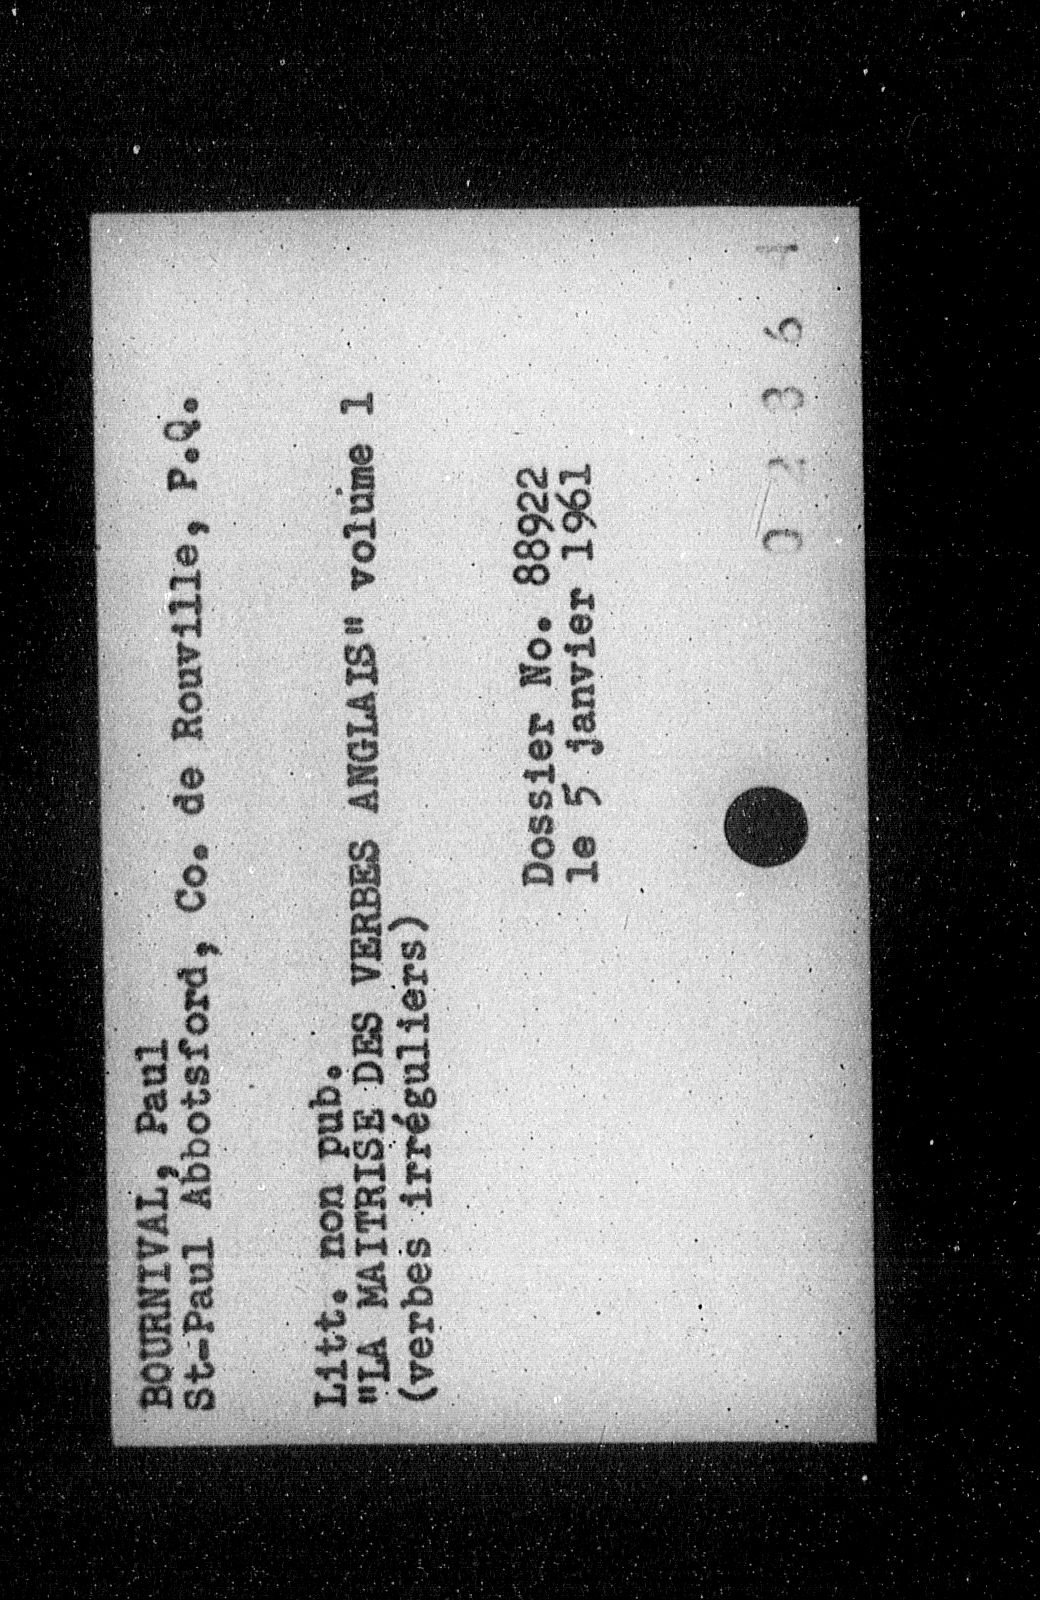 BOURNIVAL, Paul
St-Paul Abbotsford, Co. de Rouville, P.Q.
Litt. non pub.
"LA MAITRISE DES VERBES ANGLAIS" volume 1
(verbes irréguliers)
Dossier No. 88922
le 5 janvier 1961